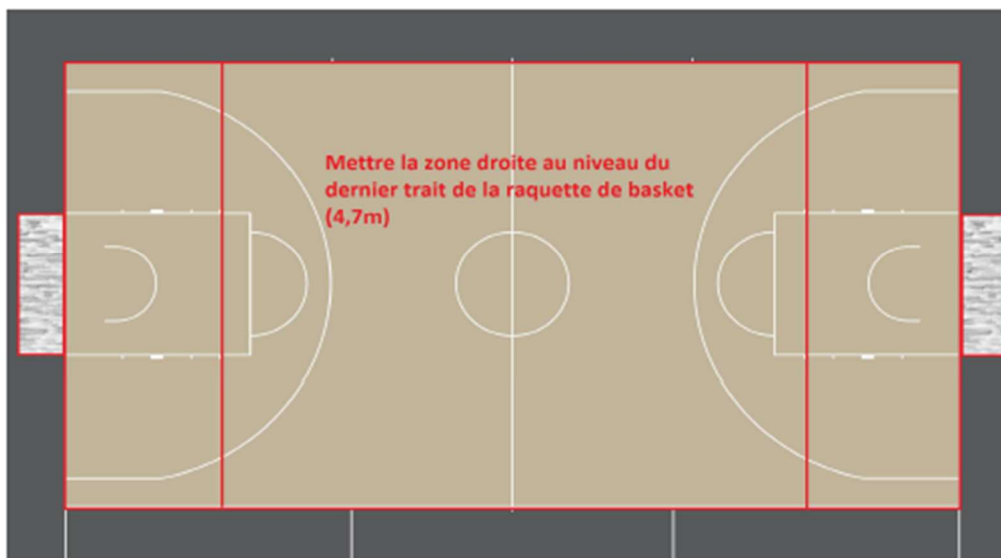 Mettre la zone droite au niveau du
dernier trait de la raquette de basket
(4,7m)